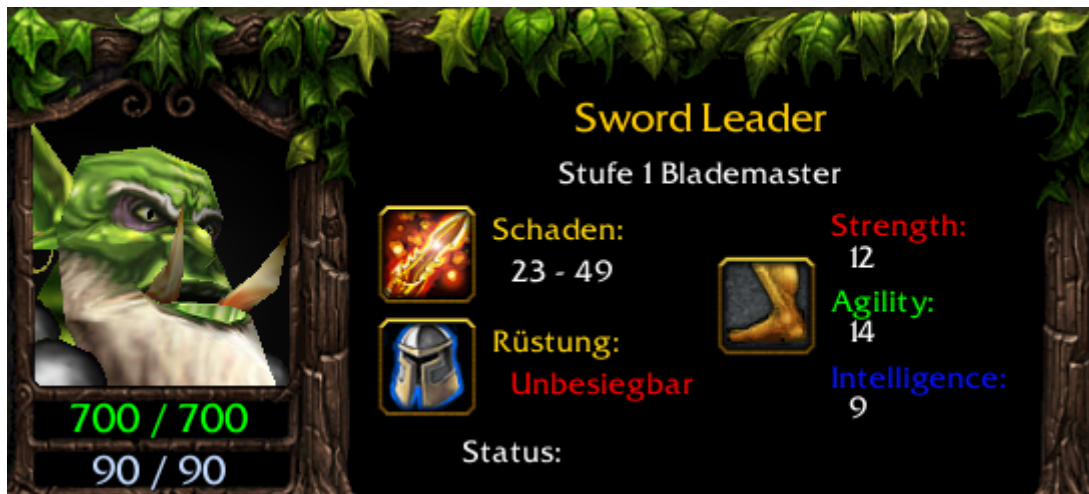 Sword Leader
Stufe 1 Blademaster
Schaden:
23 - 49
Rüstung:
Unbesiegbar
Strength:
12
Agility:
14
Intelligence:
9
Status:
700 / 700
90 / 90